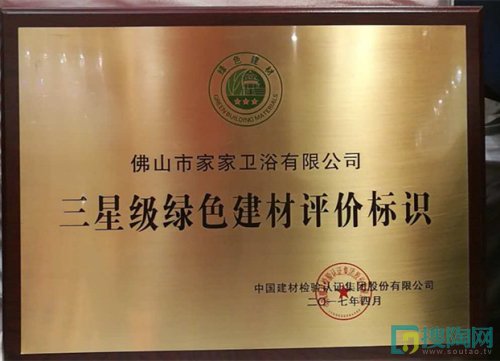 绿色建材
GREEN BUILDING MATERIALS
佛山市家家卫浴有限公司
三星级绿色建材评价标识
中国建材检验认证集团股份有限公司
二〇一七年四月
搜陶网
www.soutao.tv